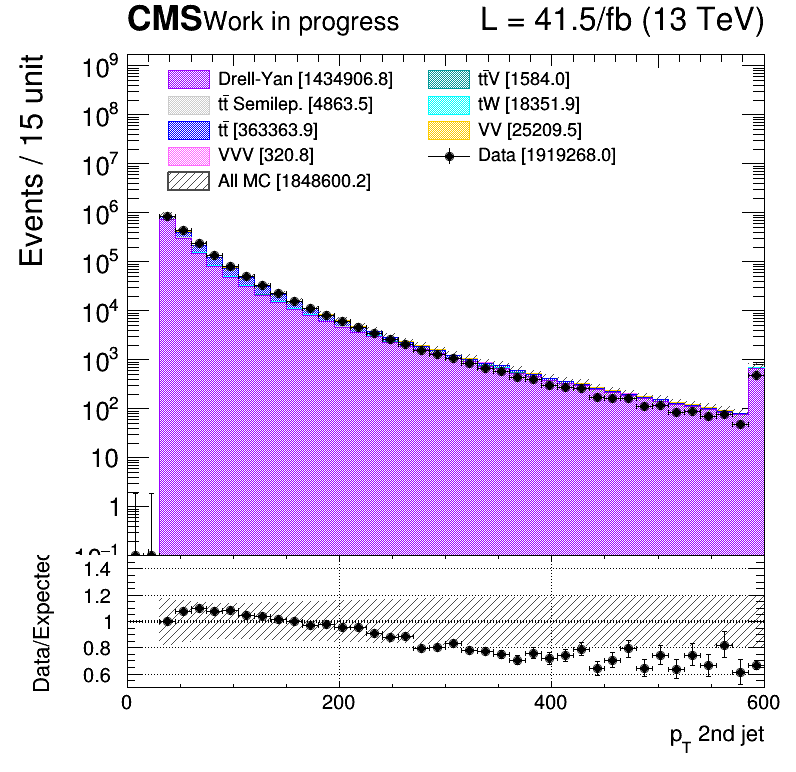 CMS Work in progress L = 41.5/fb (13 TeV)
Events / 15 unit
10⁹
10⁸
10⁷
10⁶
10⁵
10⁴
10³
10²
10
1
10⁻¹
Drell-Yan [1434906.8]
tt̄ Semilep. [4863.5]
tt̄ [363363.9]
VVV [320.8]
All MC [1848600.2]
tt̄V [1584.0]
tW [18351.9]
VV [25209.5]
Data [1919268.0]
Data/Expected
1.4
1.2
1
0.8
0.6
0 200 400 600
p_T 2nd jet